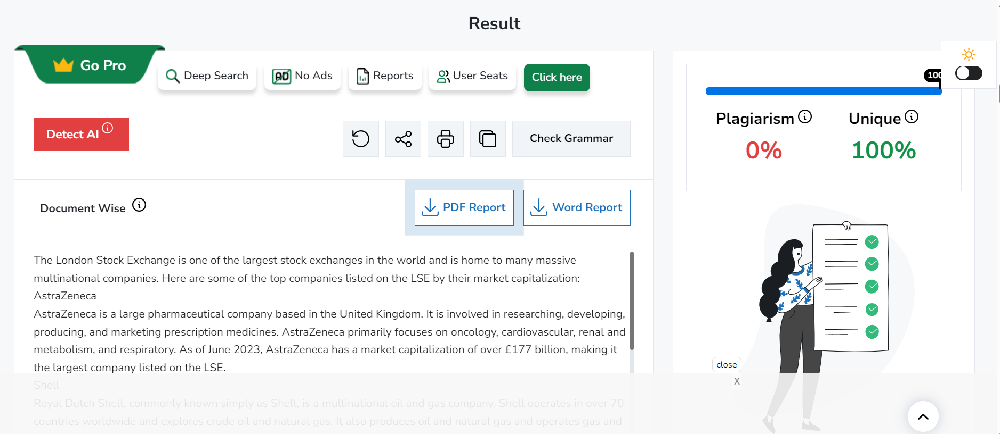 Result
Go Pro
Deep Search
AD No Ads
Reports
User Seats
Click here
Detect AI
Check Grammar
100
Plagiarism
Unique
0%
100%
Document Wise
PDF Report
Word Report
The London Stock Exchange is one of the largest stock exchanges in the world and is home to many massive
multinational companies. Here are some of the top companies listed on the LSE by their market capitalization:
AstraZeneca
AstraZeneca is a large pharmaceutical company based in the United Kingdom. It is involved in researching, developing,
producing, and marketing prescription medicines. AstraZeneca primarily focuses on oncology, cardiovascular, renal and
metabolism, and respiratory. As of June 2023, AstraZeneca has a market capitalization of over £177 billion, making it
the largest company listed on the LSE.
Shell
Royal Dutch Shell, commonly known simply as Shell, is a multinational oil and gas company. Shell operates in over 70
countries worldwide and explores crude oil and natural gas. It also produces oil and natural gas and operates gas and
close
X